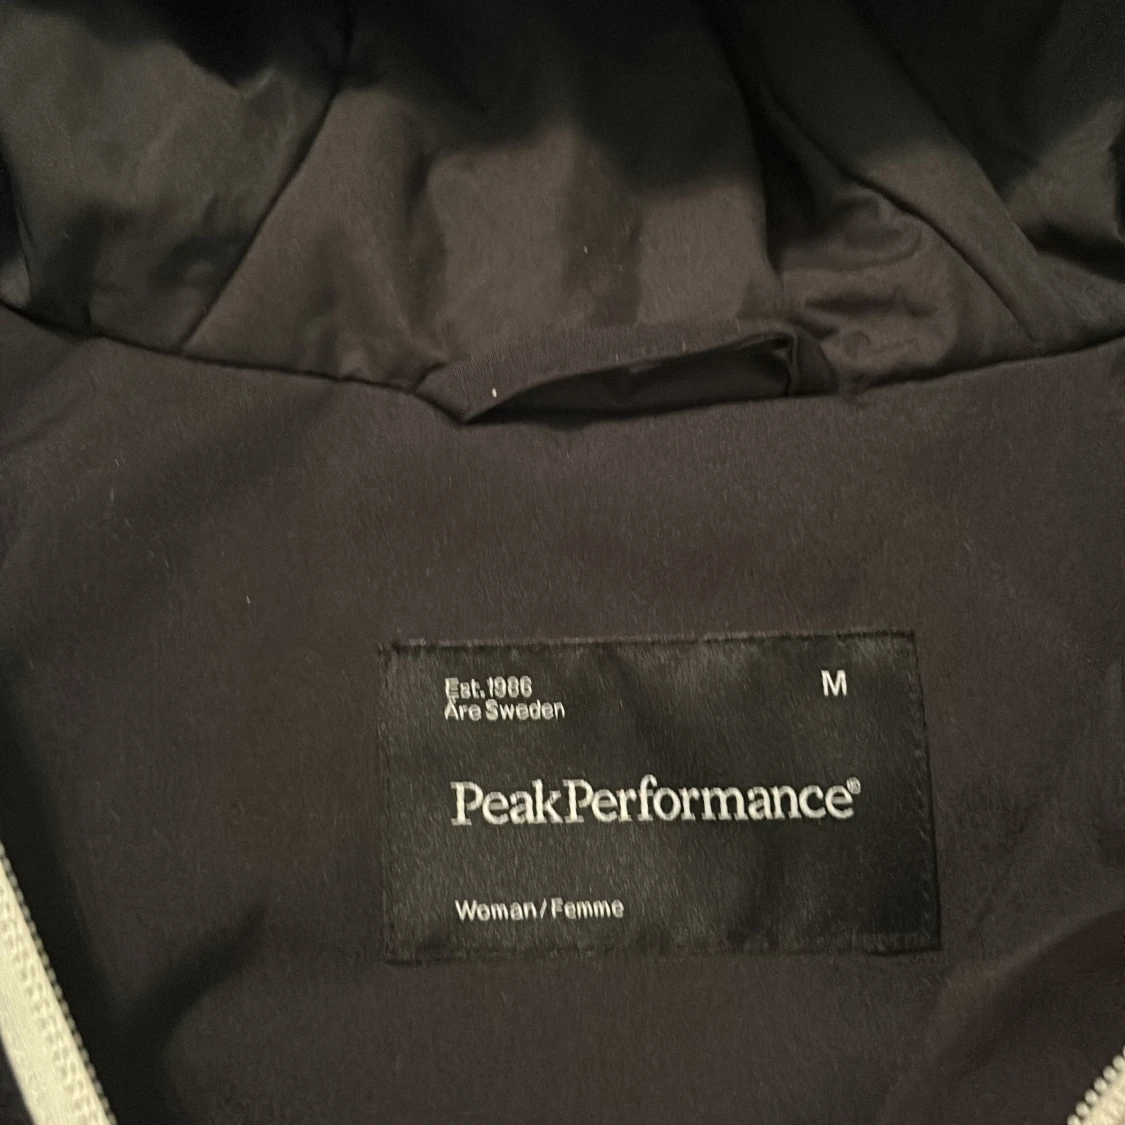 Est. 1986
Åre Sweden
M
PeakPerformance®
Woman/Femme